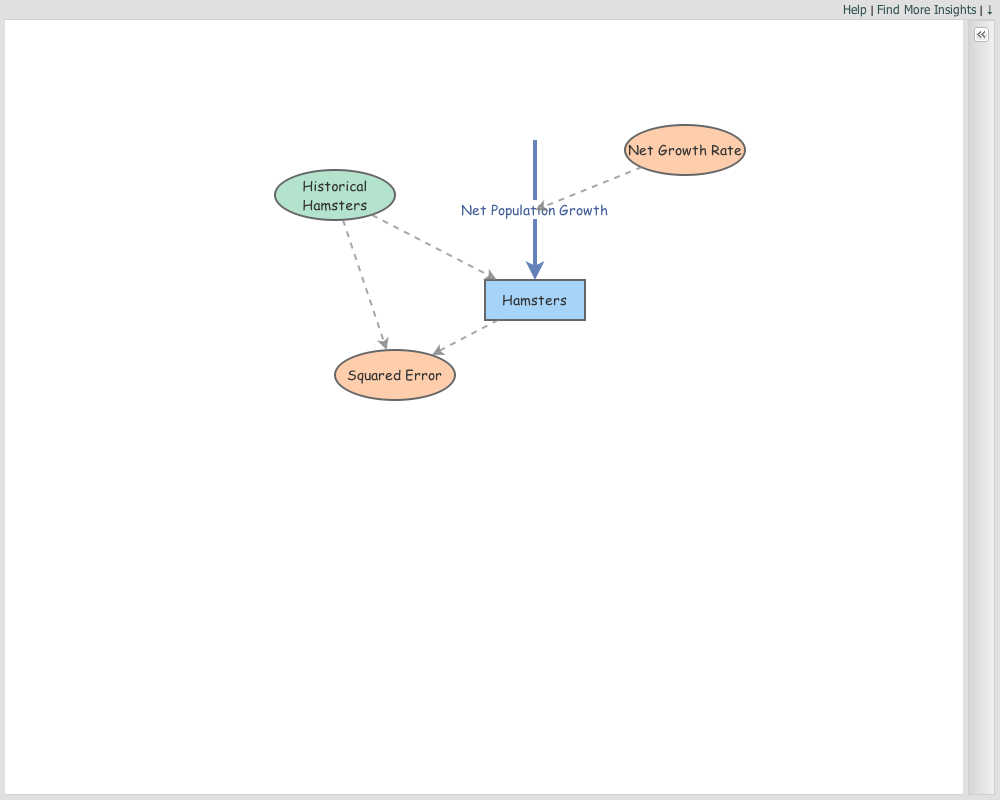 Help | Find More Insights | ↓
Net Growth Rate
Historical
Hamsters
Net Population Growth
Hamsters
Squared Error